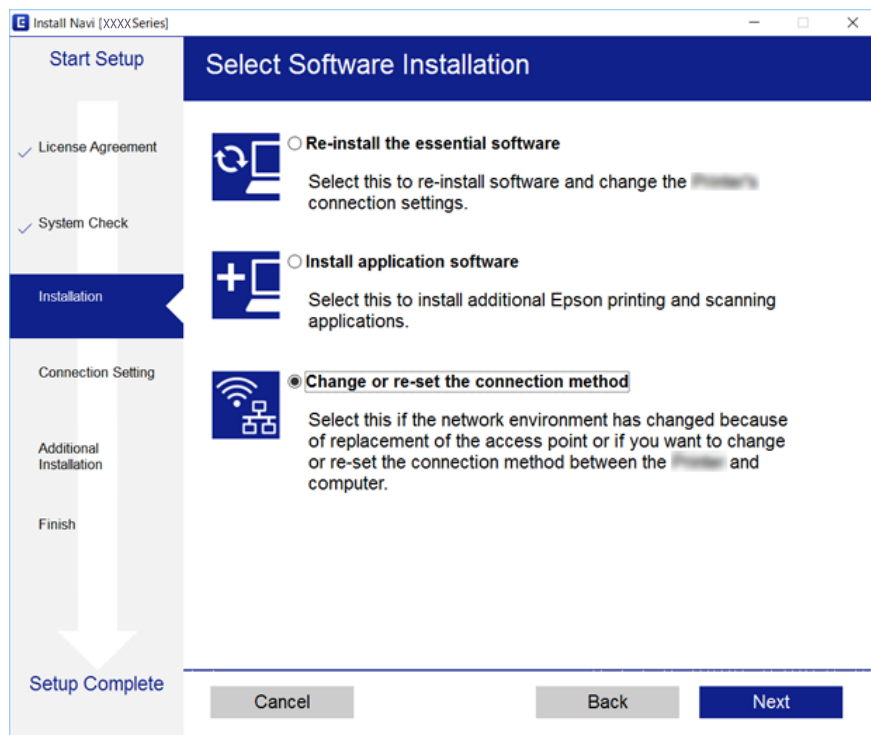 E Install Navi [XXXX Series]
Start Setup
License Agreement
System Check
Installation
Connection Setting
Additional
Installation
Finish
Setup Complete
Select Software Installation
Re-install the essential software
Select this to re-install software and change the
connection settings.
Install application software
Select this to install additional Epson printing and scanning
applications.
Change or re-set the connection method
Select this if the network environment has changed because
of replacement of the access point or if you want to change
or re-set the connection method between the and
computer.
Cancel
Back
Next